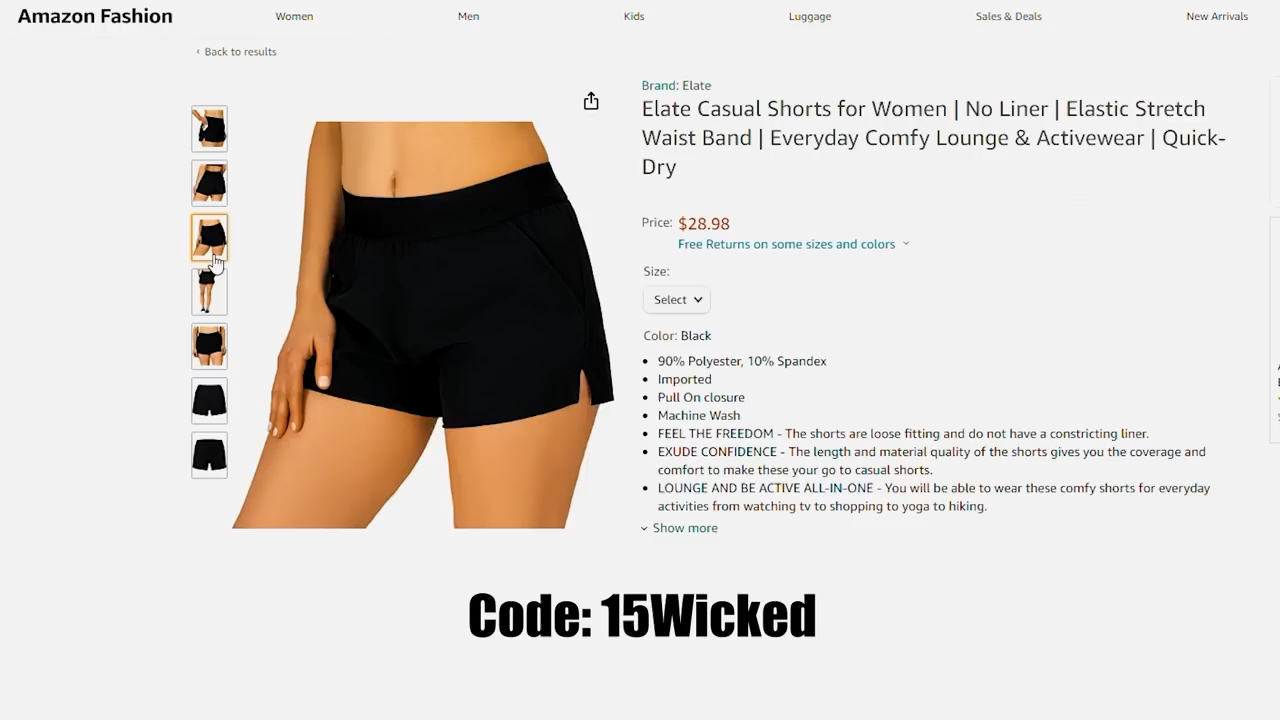 Amazon Fashion
Women
Men
Kids
Luggage
Sales & Deals
New Arrivals
‹ Back to results
Brand: Elate
Elate Casual Shorts for Women | No Liner | Elastic Stretch
Waist Band | Everyday Comfy Lounge & Activewear | Quick-
Dry
Price: $28.98
Free Returns on some sizes and colors
Size:
Select
Color: Black
• 90% Polyester, 10% Spandex
• Imported
• Pull On closure
• Machine Wash
• FEEL THE FREEDOM - The shorts are loose fitting and do not have a constricting liner.
• EXUDE CONFIDENCE - The length and material quality of the shorts gives you the coverage and
comfort to make these your go to casual shorts.
• LOUNGE AND BE ACTIVE ALL-IN-ONE - You will be able to wear these comfy shorts for everyday
activities from watching tv to shopping to yoga to hiking.
Show more
Code: 15Wicked